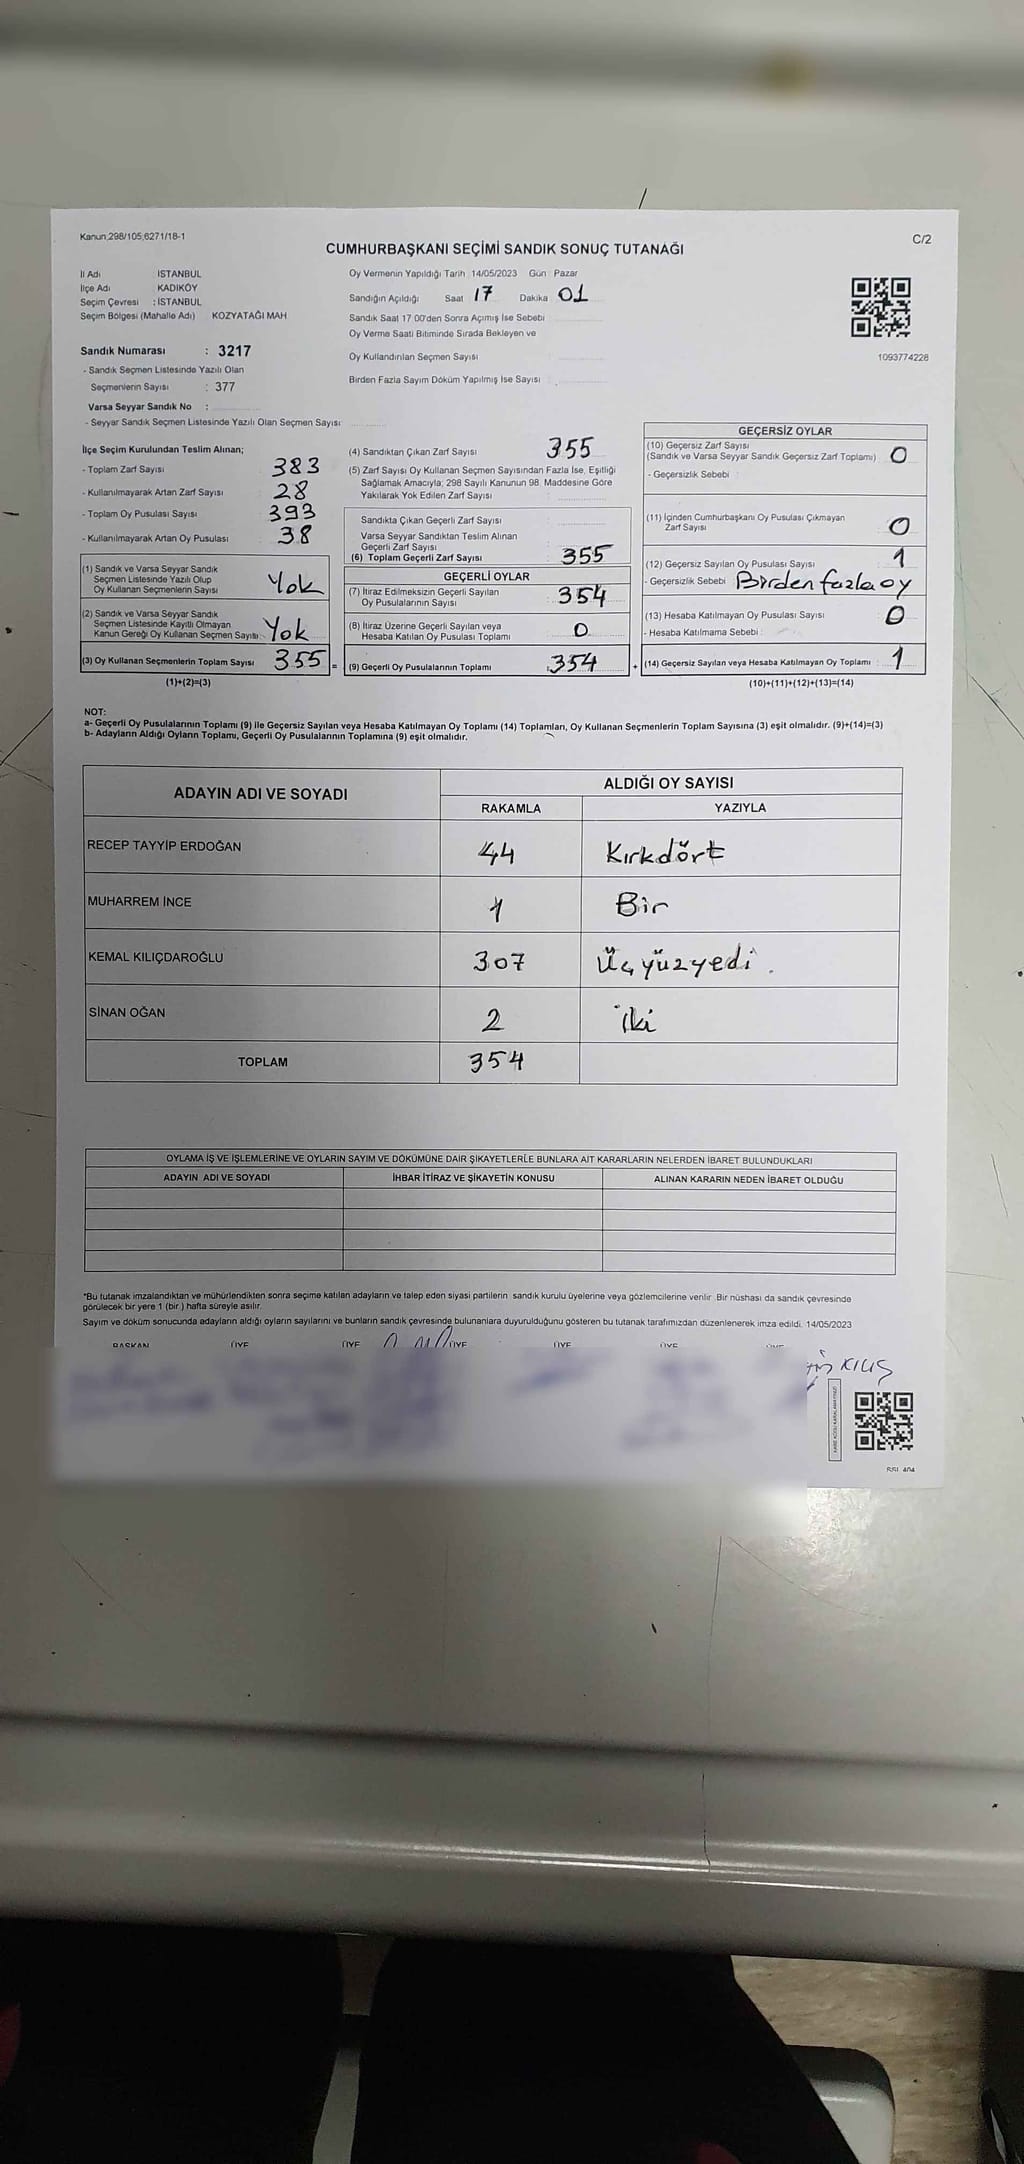 Kanun,298/105,6271/18-1
C/2
CUMHURBAŞKANI SEÇİMİ SANDIK SONUÇ TUTANAĞI
İl Adı İSTANBUL
İlçe Adı KADIKÖY
Seçim Çevresi : İSTANBUL
Seçim Bölgesi (Mahalle Adı) KOZYATAĞI MAH
Sandık Numarası : 3217
- Sandık Seçmen Listesinde Yazılı Olan
Seçmenlerin Sayısı : 377
Varsa Seyyar Sandık No :
- Seyyar Sandık Seçmen Listesinde Yazılı Olan Seçmen Sayısı
Oy Vermenin Yapıldığı Tarih 14/05/2023 Gün Pazar
Sandığın Açıldığı Saat 17 Dakika 01
Sandık Saat 17.00'den Sonra Açımış İse Sebebi
Oy Verme Saati Bitiminde Sırada Bekleyen ve
Oy Kullandırılan Seçmen Sayısı
Birden Fazla Sayım Döküm Yapılmış İse Sayısı
1093774228
İlçe Seçim Kurulundan Teslim Alınan;
- Toplam Zarf Sayısı 383
- Kullanılmayarak Artan Zarf Sayısı 28
- Toplam Oy Pusulası Sayısı 393
- Kullanılmayarak Artan Oy Pusulası 38
(1) Sandık ve Varsa Seyyar Sandık
Seçmen Listesinde Yazılı Olup
Oy Kullanan Seçmenlerin Sayısı Yok
(2) Sandık ve Varsa Seyyar Sandık
Seçmen Listesinde Kayıtlı Olmayan
Kanun Gereği Oy Kullanan Seçmen Sayısı Yok
(3) Oy Kullanan Seçmenlerin Toplam Sayısı 355 =
(1)+(2)=(3)
(4) Sandıktan Çıkan Zarf Sayısı 355
(5) Zarf Sayısı Oy Kullanan Seçmen Sayısından Fazla İse, Eşitliği
Sağlamak Amacıyla; 298 Sayılı Kanunun 98. Maddesine Göre
Yakılarak Yok Edilen Zarf Sayısı
Sandıkta Çıkan Geçerli Zarf Sayısı
Varsa Seyyar Sandıktan Teslim Alınan
Geçerli Zarf Sayısı
(6) Toplam Geçerli Zarf Sayısı 355
GEÇERLİ OYLAR
(7) İtiraz Edilmeksizin Geçerli Sayılan
Oy Pusulalarının Sayısı 354
(8) İtiraz Üzerine Geçerli Sayılan veya
Hesaba Katılan Oy Pusulası Toplamı 0
(9) Geçerli Oy Pusulalarının Toplamı 354 +
GEÇERSİZ OYLAR
(10) Geçersiz Zarf Sayısı
(Sandık ve Varsa Seyyar Sandık Geçersiz Zarf Toplamı) 0
- Geçersizlik Sebebi
(11) İçinden Cumhurbaşkanı Oy Pusulası Çıkmayan
Zarf Sayısı 0
(12) Geçersiz Sayılan Oy Pusulası Sayısı 1
- Geçersizlik Sebebi Birden fazla oy
(13) Hesaba Katılmayan Oy Pusulası Sayısı 0
- Hesaba Katılmama Sebebi :
(14) Geçersiz Sayılan veya Hesaba Katılmayan Oy Toplamı 1
(10)+(11)+(12)+(13)=(14)
NOT:
a- Geçerli Oy Pusulalarının Toplamı (9) ile Geçersiz Sayılan veya Hesaba Katılmayan Oy Toplamı (14) Toplamları, Oy Kullanan Seçmenlerin Toplam Sayısına (3) eşit olmalıdır. (9)+(14)=(3)
b- Adayların Aldığı Oyların Toplamı, Geçerli Oy Pusulalarının Toplamına (9) eşit olmalıdır.
ADAYIN ADI VE SOYADI
ALDIĞI OY SAYISI
RAKAMLA YAZIYLA
RECEP TAYYİP ERDOĞAN 44 Kırkdört
MUHARREM İNCE 1 Bir
KEMAL KILIÇDAROĞLU 307 Üçyüzyedi.
SİNAN OĞAN 2 İki
TOPLAM 354
OYLAMA İŞ VE İŞLEMLERİNE VE OYLARIN SAYIM VE DÖKÜMÜNE DAİR ŞİKAYETLERLE BUNLARA AİT KARARLARIN NELERDEN İBARET BULUNDUKLARI
ADAYIN ADI VE SOYADI İHBAR İTİRAZ VE ŞİKAYETİN KONUSU ALINAN KARARIN NEDEN İBARET OLDUĞU
*Bu tutanak imzalandıktan ve mühürlendikten sonra seçime katılan adayların ve talep eden siyasi partilerin sandık kurulu üyelerine veya gözlemcilerine verilir. Bir nüshası da sandık çevresinde
görülecek bir yere 1 (bir) hafta süreyle asılır.
Sayım ve döküm sonucunda adayların aldığı oyların sayılarını ve bunların sandık çevresinde bulunanlara duyurulduğunu gösteren bu tutanak tarafımızdan düzenlenerek imza edildi. 14/05/2023
BAŞKAN ÜYE ÜYE ÜYE ÜYE ÜYE ÜYE
KILIÇ